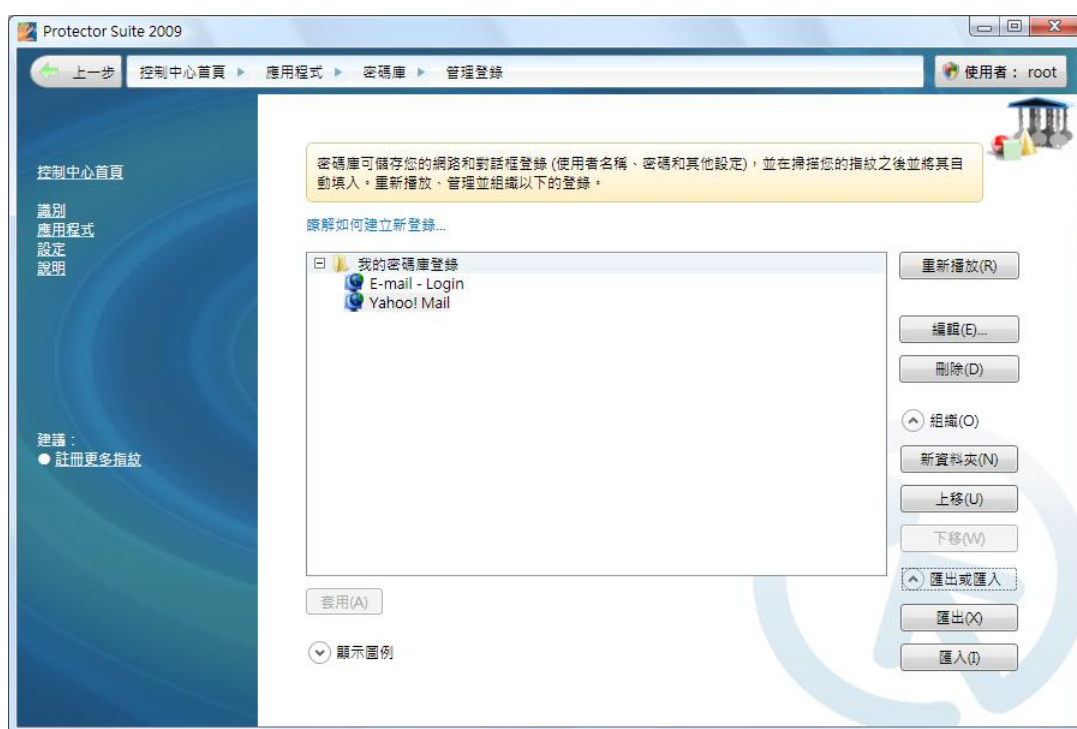 Protector Suite 2009
上一步 控制中心首頁 應用程式 密碼庫 管理登錄 使用者： root
控制中心首頁
識別
應用程式
設定
說明
建議：
註冊更多指紋
密碼庫可儲存您的網路和對話框登錄 (使用者名稱、密碼和其他設定)，並在掃描您的指紋之後並將其自
動填入。重新播放、管理並組織以下的登錄。
瞭解如何建立新登錄...
我的密碼庫登錄
E-mail - Login
Yahoo! Mail
套用(A)
顯示圖例
重新播放(R)
編輯(E)...
刪除(D)
組織(O)
新資料夾(N)
上移(U)
下移(W)
匯出或匯入
匯出(X)
匯入(I)